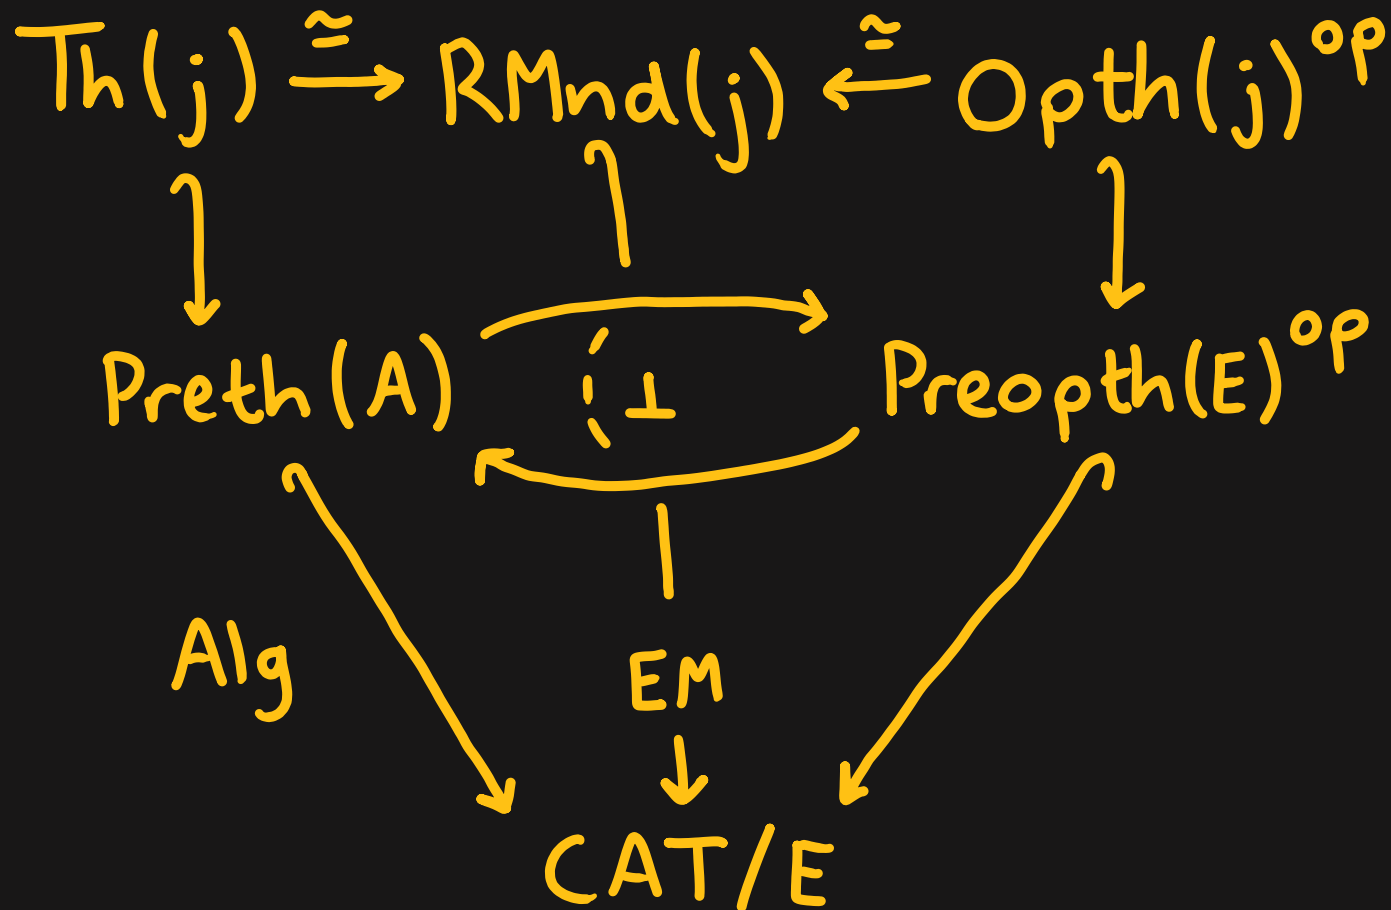 Th(j) ≅ RMnd(j) ≅ Opth(j)^op
Preth(A) ⊥ Preopth(E)^op
Alg EM
CAT/E